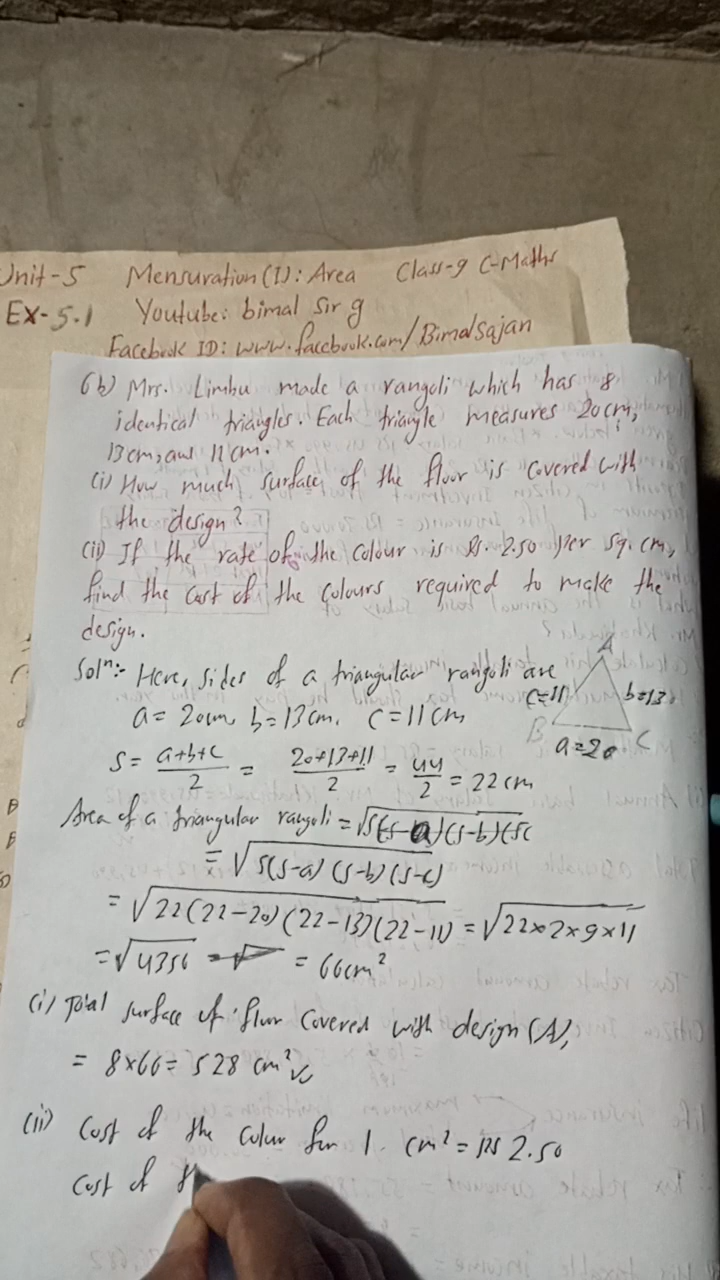 Unit-5 Mensuration (I): Area Class-9 C-Maths
EX-5.1 Youtube: bimal Sir g
Facebook ID: www.facebook.com/Bimalsajan
6b) Mrs. Limbu made a rangoli which has 8
identical triangles. Each triangle measures 20cm,
13cm, and 11cm.
(i) How much surface of the floor is covered with
the design?
(ii) If the rate of the colour is Rs. 2.50 per sq. cm,
find the cost of the colours required to make the
design.
Solⁿ:- Here, sides of a triangular rangoli are
a = 20cm, b = 13cm, c = 11cm
A
c=11 b=13
B C
a=20
S = a+b+c/2 = 20+13+11/2 = 44/2 = 22cm
Area of a triangular rangoli = √S(s-a)(s-b)(s-c
= √s(s-a)(s-b)(s-c)
= √22(22-20)(22-13)(22-11) = √22×2×9×11
= √4356 = 66cm²
(i) Total surface of floor covered with design (A),
= 8×66 = 528 cm²
(ii) Cost of the colour for 1 cm² = Rs 2.50
Cost of